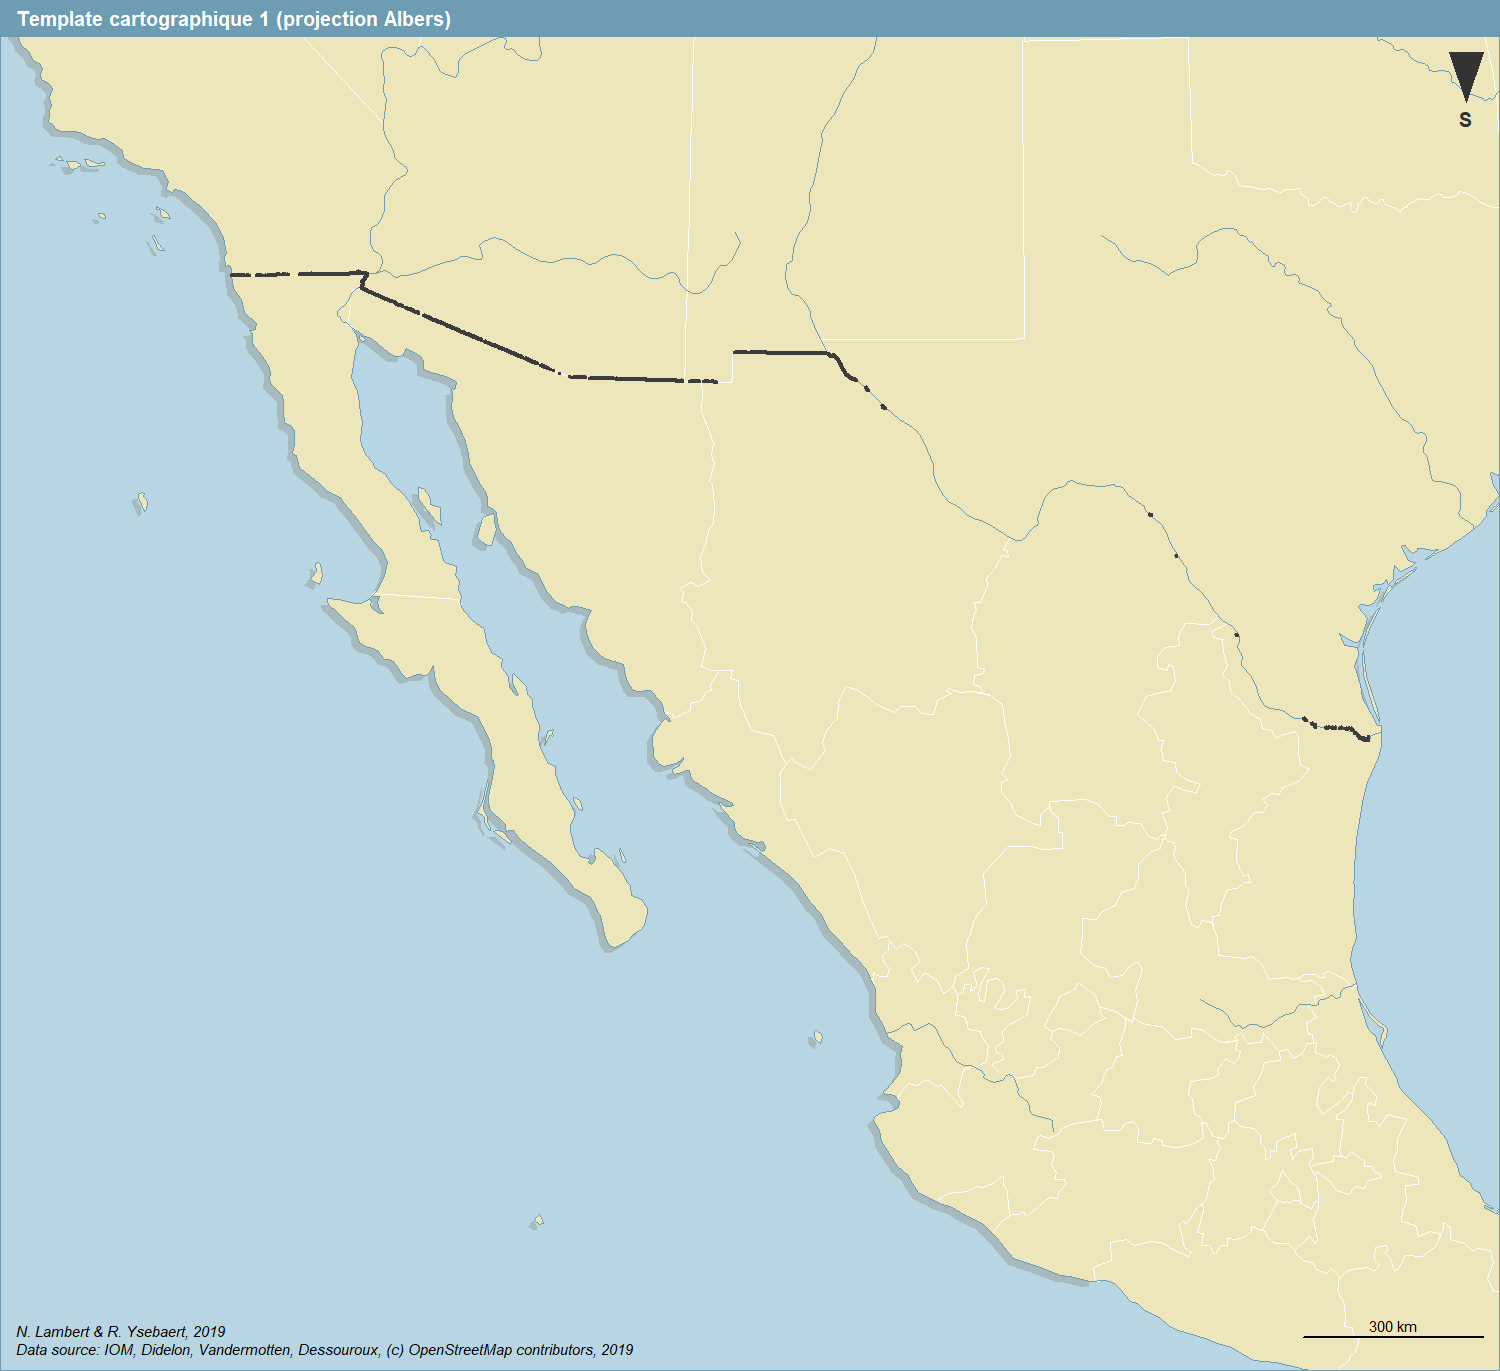 Template cartographique 1 (projection Albers)
S
300 km
N. Lambert & R. Ysebaert, 2019
Data source: IOM, Didelon, Vandermotten, Dessouroux, (c) OpenStreetMap contributors, 2019